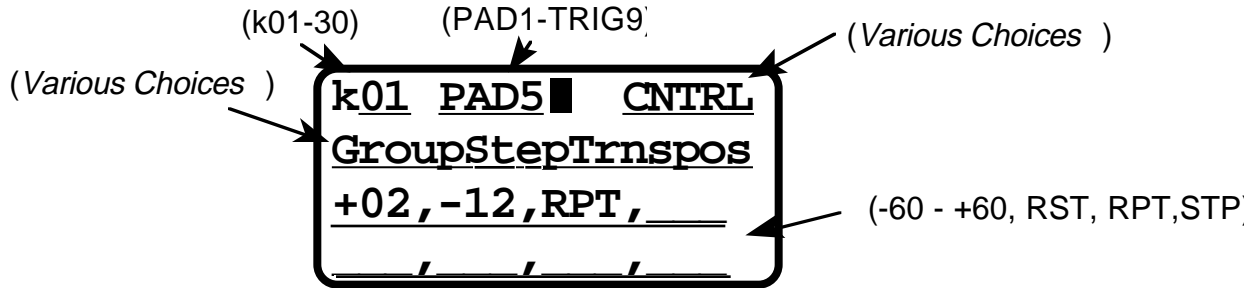 (k01-30)
(PAD1-TRIG9)
(Various Choices )
(Various Choices )
k01 PAD5 CNTRL
GroupStepTrnspos
+02,-12,RPT,___
(-60 - +60, RST, RPT,STP)
___,___,___,___